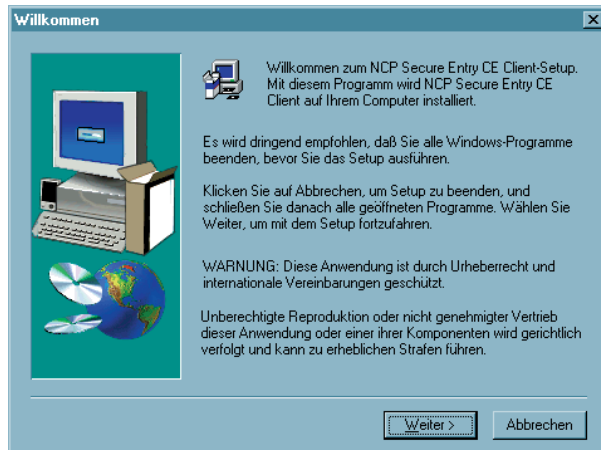 Willkommen
Willkommen zum NCP Secure Entry CE Client-Setup.
Mit diesem Programm wird NCP Secure Entry CE
Client auf Ihrem Computer installiert.
Es wird dringend empfohlen, daß Sie alle Windows-Programme
beenden, bevor Sie das Setup ausführen.
Klicken Sie auf Abbrechen, um Setup zu beenden, und
schließen Sie danach alle geöffneten Programme. Wählen Sie
Weiter, um mit dem Setup fortzufahren.
WARNUNG: Diese Anwendung ist durch Urheberrecht und
internationale Vereinbarungen geschützt.
Unberechtigte Reproduktion oder nicht genehmigter Vertrieb
dieser Anwendung oder einer ihrer Komponenten wird gerichtlich
verfolgt und kann zu erheblichen Strafen führen.
Weiter >
Abbrechen